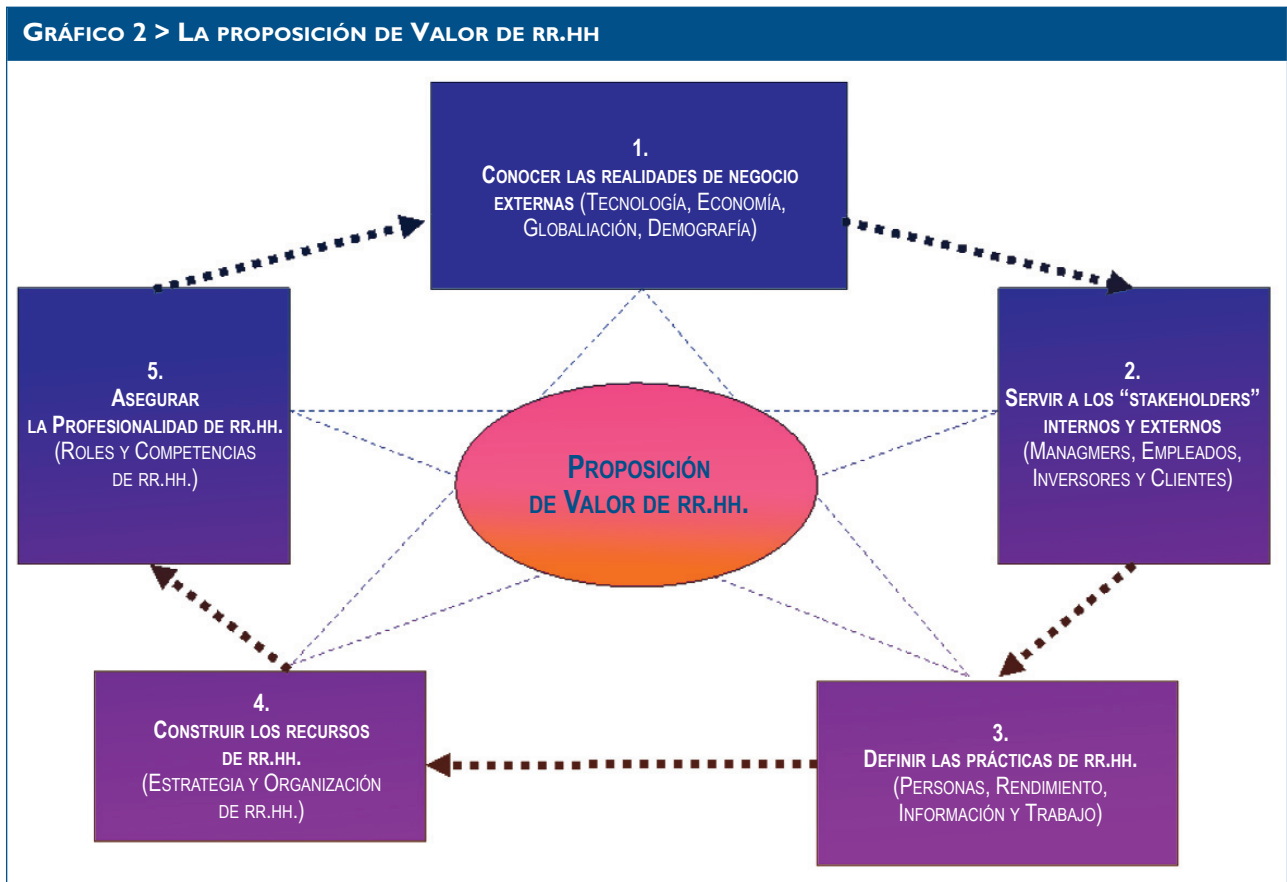 GRÁFICO 2 > LA PROPOSICIÓN DE VALOR DE RR.HH
1.
CONOCER LAS REALIDADES DE NEGOCIO
EXTERNAS (TECNOLOGÍA, ECONOMÍA,
GLOBALIACIÓN, DEMOGRAFÍA)
2.
SERVIR A LOS “STAKEHOLDERS”
INTERNOS Y EXTERNOS
(MANAGMERS, EMPLEADOS,
INVERSORES Y CLIENTES)
3.
DEFINIR LAS PRÁCTICAS DE RR.HH.
(PERSONAS, RENDIMIENTO,
INFORMACIÓN Y TRABAJO)
4.
CONSTRUIR LOS RECURSOS
DE RR.HH.
(ESTRATEGIA Y ORGANIZACIÓN
DE RR.HH.)
5.
ASEGURAR
LA PROFESIONALIDAD DE RR.HH.
(ROLES Y COMPETENCIAS
DE RR.HH.)
PROPOSICIÓN
DE VALOR DE RR.HH.